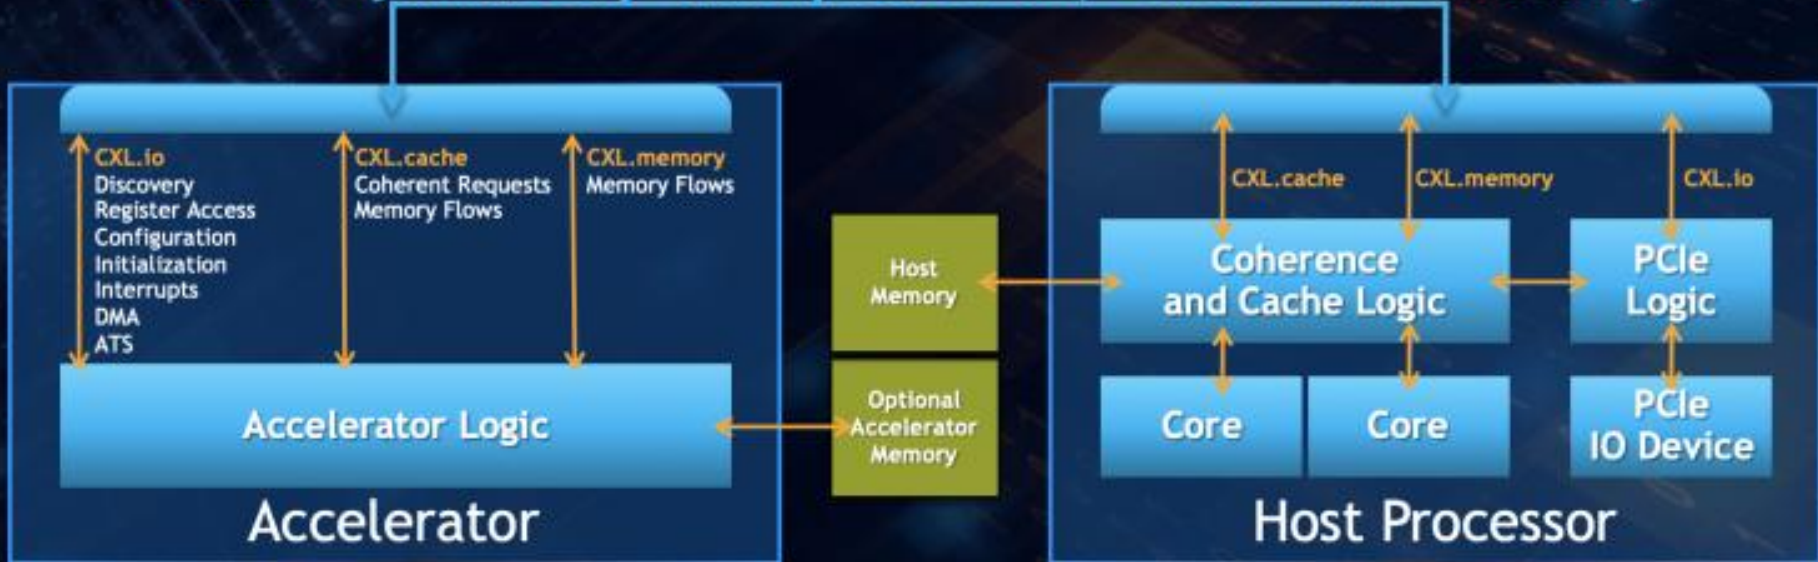 CXL.io
Discovery
Register Access
Configuration
Initialization
Interrupts
DMA
ATS
CXL.cache
Coherent Requests
Memory Flows
CXL.memory
Memory Flows
Accelerator Logic
Accelerator
Host
Memory
Optional
Accelerator
Memory
CXL.cache
CXL.memory
CXL.io
Coherence
and Cache Logic
PCIe
Logic
Core
Core
PCIe
IO Device
Host Processor